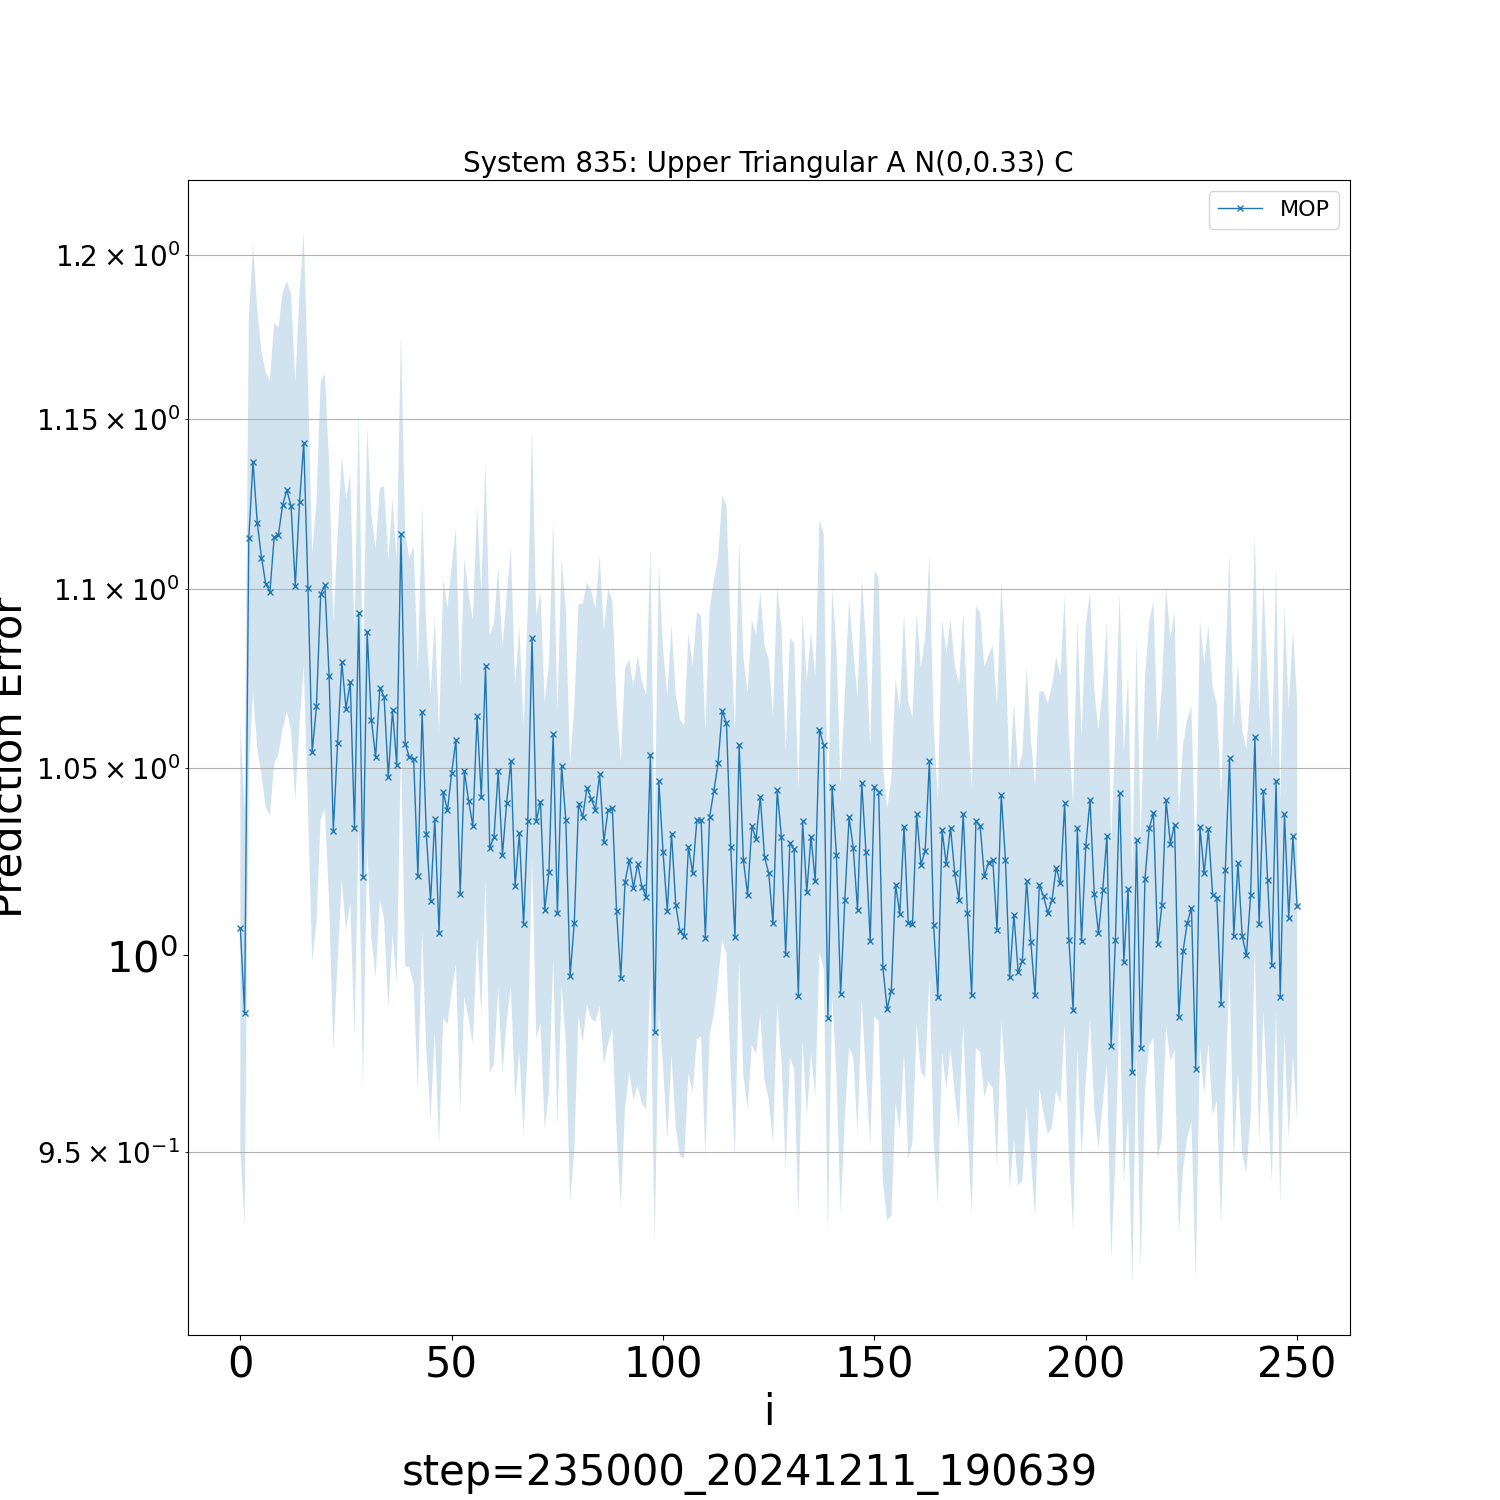 System 835: Upper Triangular A N(0,0.33) C
MOP
1.2 × 10⁰
1.15 × 10⁰
1.1 × 10⁰
1.05 × 10⁰
10⁰
9.5 × 10⁻¹
Prediction Error
0 50 100 150 200 250
i
step=235000_20241211_190639